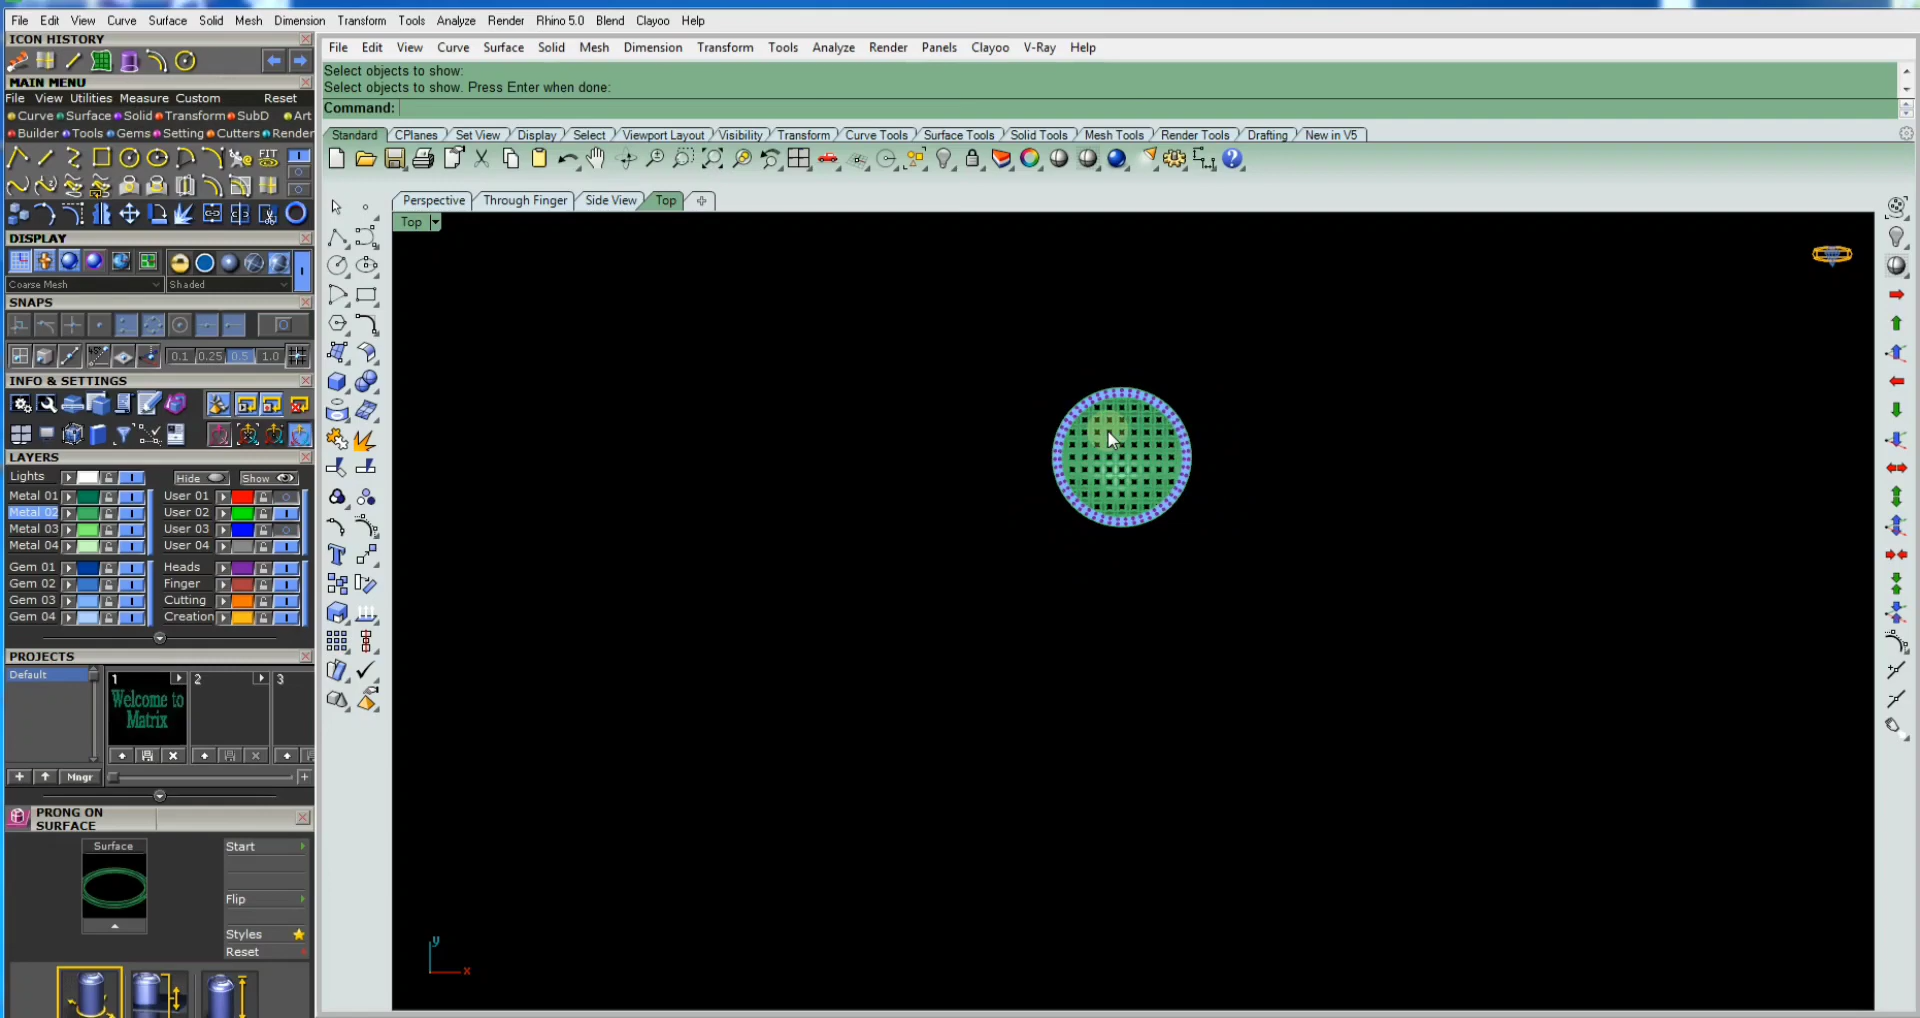 File Edit View Curve Surface Solid Mesh Dimension Transform Tools Analyze Render Rhino 5.0 Blend Clayoo Help
ICON HISTORY
MAIN MENU
File View Utilities Measure Custom Reset
Curve Surface Solid Transform SubD Art
Builder Tools Gems Setting Cutters Render
FIT
DISPLAY
Coarse Mesh Shaded
SNAPS
0.1 0.25 0.5 1.0
INFO & SETTINGS
LAYERS
Lights Hide Show
Metal 01 User 01
Metal 02 User 02
Metal 03 User 03
Metal 04 User 04
Gem 01 Heads
Gem 02 Finger
Gem 03 Cutting
Gem 04 Creation
PROJECTS
Default
1 2 3
Welcome to
Matrix
Mngr
PRONG ON
SURFACE
Surface
Start
Flip
Styles
Reset
File Edit View Curve Surface Solid Mesh Dimension Transform Tools Analyze Render Panels Clayoo V-Ray Help
Select objects to show:
Select objects to show. Press Enter when done:
Command:
Standard CPlanes Set View Display Select Viewport Layout Visibility Transform Curve Tools Surface Tools Solid Tools Mesh Tools Render Tools Drafting New in V5
Perspective Through Finger Side View Top
Top
y
x